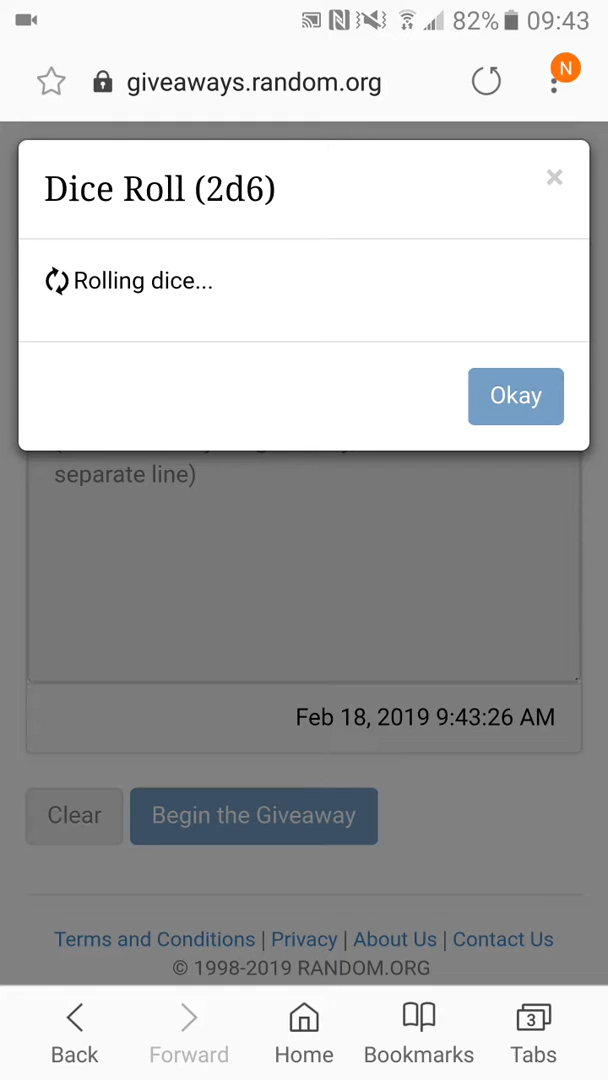 82% 09:43
giveaways.random.org
N
Dice Roll (2d6)
×
Rolling dice...
Okay
separate line)
Feb 18, 2019 9:43:26 AM
Clear
Begin the Giveaway
Terms and Conditions | Privacy | About Us | Contact Us
© 1998-2019 RANDOM.ORG
3
Back Forward Home Bookmarks Tabs